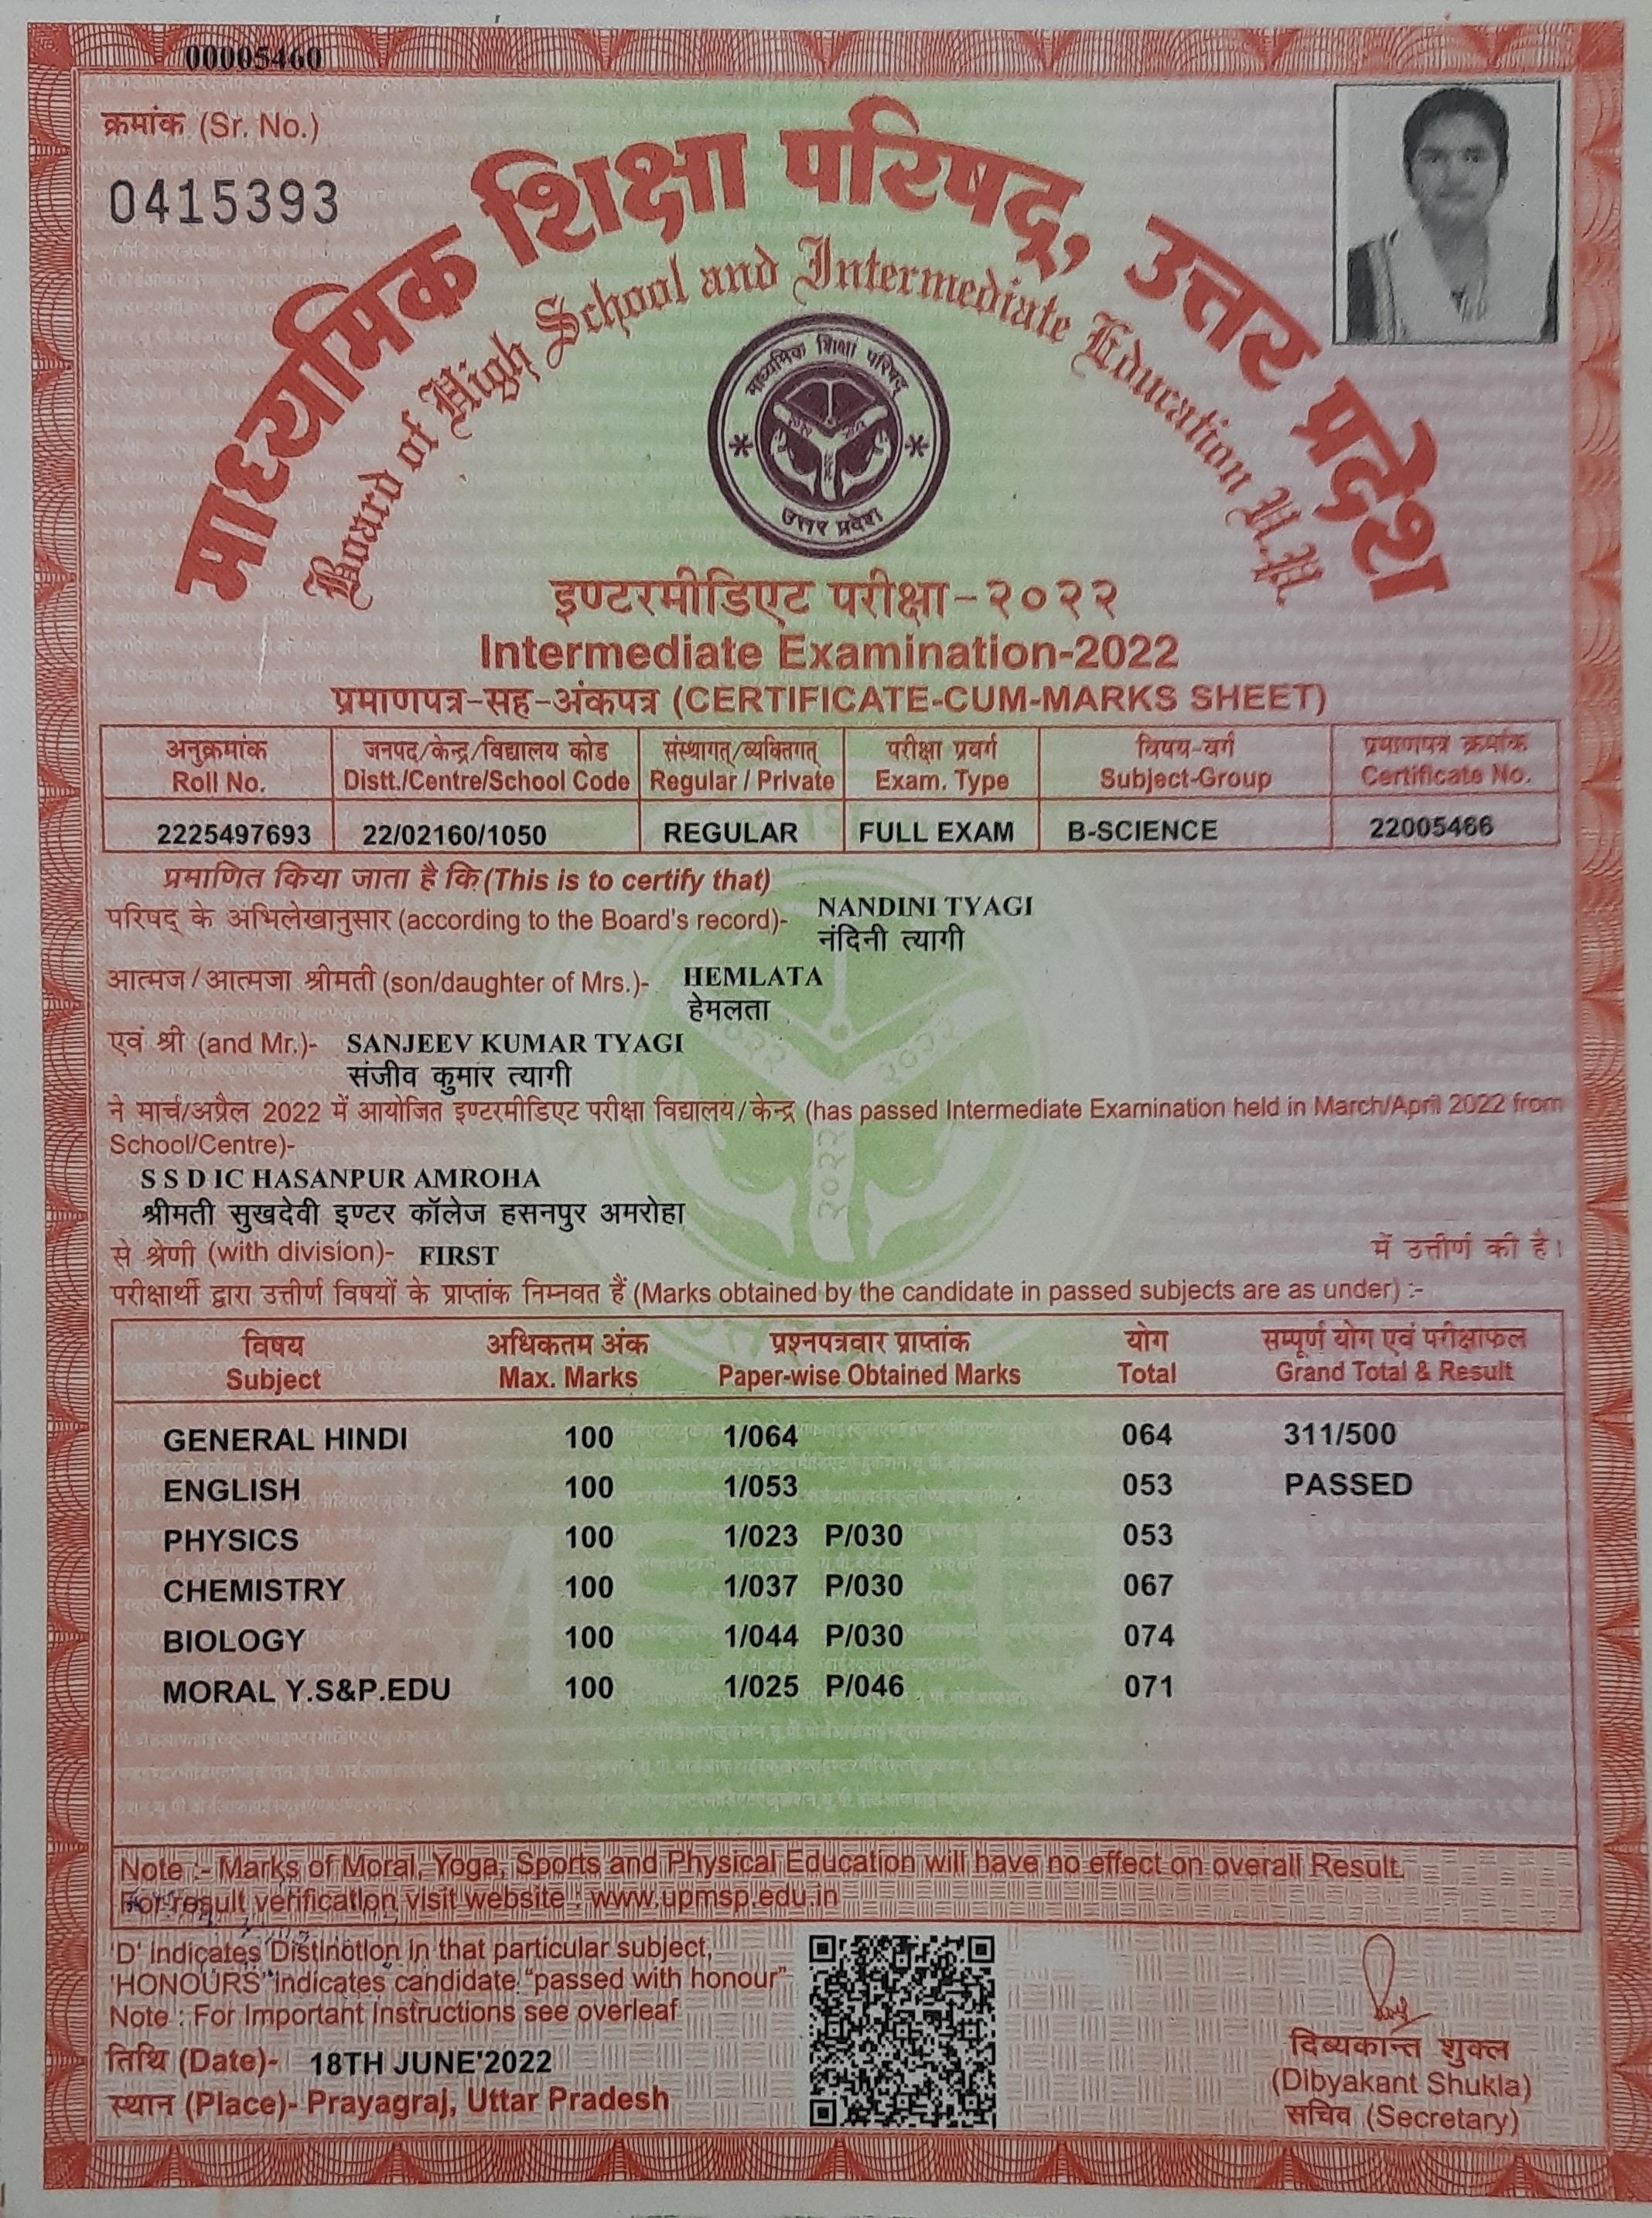 00005460
क्रमांक (Sr. No.)
0415393
माध्यमिक शिक्षा परिषद्, उत्तर प्रदेश
Board of High School and Intermediate Education U.P.
माध्यमिक शिक्षा परिषद्
उत्तर प्रदेश
इण्टरमीडिएट परीक्षा-२०२२
Intermediate Examination-2022
प्रमाणपत्र-सह-अंकपत्र (CERTIFICATE-CUM-MARKS SHEET)
अनुक्रमांक जनपद/केन्द्र/विद्यालय कोड संस्थागत्/व्यक्तिगत् परीक्षा प्रवर्ग विषय-वर्ग प्रमाणपत्र क्रमांक
Roll No. Distt./Centre/School Code Regular / Private Exam. Type Subject-Group Certificate No.
2225497693 22/02160/1050 REGULAR FULL EXAM B-SCIENCE 22005466
प्रमाणित किया जाता है कि (This is to certify that)
परिषद् के अभिलेखानुसार (according to the Board's record)- NANDINI TYAGI
नंदिनी त्यागी
आत्मज/आत्मजा श्रीमती (son/daughter of Mrs.)- HEMLATA
हेमलता
एवं श्री (and Mr.)- SANJEEV KUMAR TYAGI
संजीव कुमार त्यागी
ने मार्च/अप्रैल 2022 में आयोजित इण्टरमीडिएट परीक्षा विद्यालय/केन्द्र (has passed Intermediate Examination held in March/April 2022 from
School/Centre)-
S S D IC HASANPUR AMROHA
श्रीमती सुखदेवी इण्टर कॉलेज हसनपुर अमरोहा
से श्रेणी (with division)- FIRST में उत्तीर्ण की है।
परीक्षार्थी द्वारा उत्तीर्ण विषयों के प्राप्तांक निम्नवत हैं (Marks obtained by the candidate in passed subjects are as under) :-
विषय अधिकतम अंक प्रश्नपत्रवार प्राप्तांक योग सम्पूर्ण योग एवं परीक्षाफल
Subject Max. Marks Paper-wise Obtained Marks Total Grand Total & Result
GENERAL HINDI 100 1/064 064 311/500
ENGLISH 100 1/053 053 PASSED
PHYSICS 100 1/023 P/030 053
CHEMISTRY 100 1/037 P/030 067
BIOLOGY 100 1/044 P/030 074
MORAL Y.S&P.EDU 100 1/025 P/046 071
Note :- Marks of Moral, Yoga, Sports and Physical Education will have no effect on overall Result.
For result verification visit website : www.upmsp.edu.in
'D' Indicates Distinction in that particular subject,
'HONOURS' indicates candidate "passed with honour"
Note : For Important Instructions see overleaf
तिथि (Date)- 18TH JUNE'2022
स्थान (Place)- Prayagraj, Uttar Pradesh
दिब्यकान्त शुक्ल
(Dibyakant Shukla)
सचिव (Secretary)